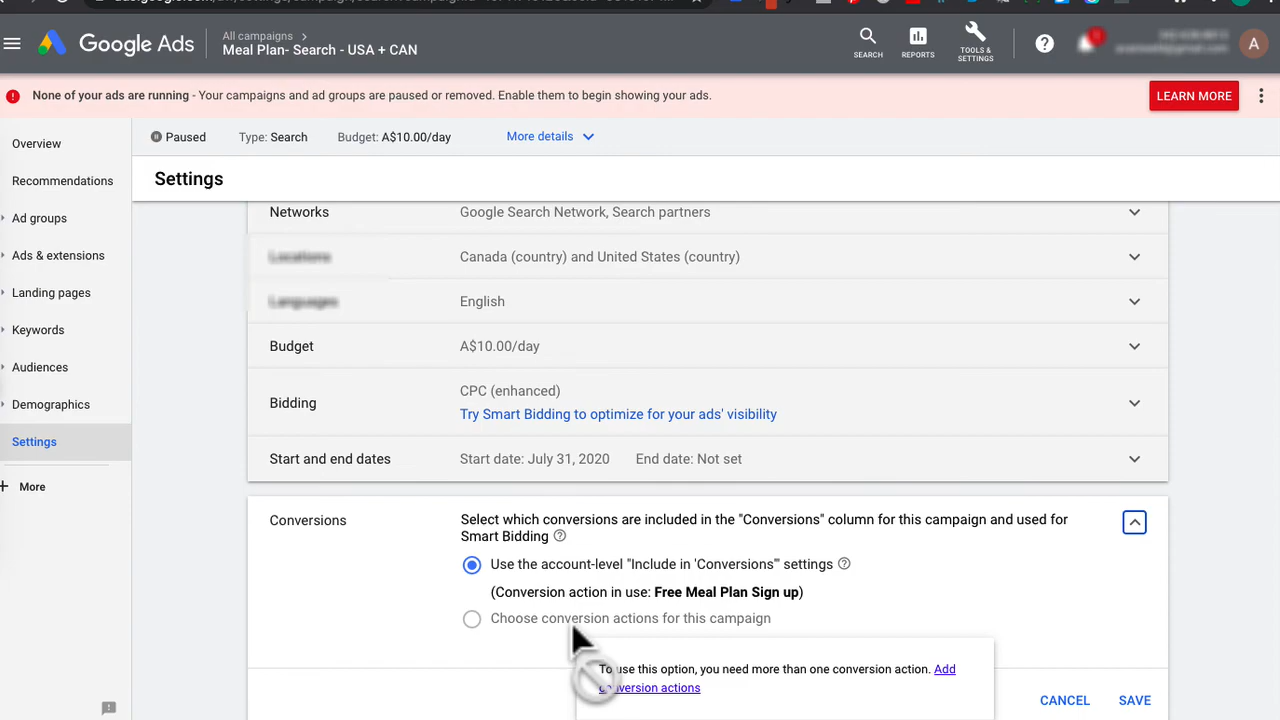 Google Ads
All campaigns
Meal Plan- Search - USA + CAN
SEARCH
REPORTS
TOOLS &
SETTINGS
A
None of your ads are running - Your campaigns and ad groups are paused or removed. Enable them to begin showing your ads.
LEARN MORE
Overview
Recommendations
Ad groups
Ads & extensions
Landing pages
Keywords
Audiences
Demographics
Settings
More
Paused Type: Search Budget: A$10.00/day More details
Settings
Networks Google Search Network, Search partners
Locations Canada (country) and United States (country)
Languages English
Budget A$10.00/day
Bidding CPC (enhanced)
Try Smart Bidding to optimize for your ads' visibility
Start and end dates Start date: July 31, 2020 End date: Not set
Conversions Select which conversions are included in the "Conversions" column for this campaign and used for
Smart Bidding
Use the account-level "Include in 'Conversions'" settings
(Conversion action in use: Free Meal Plan Sign up)
Choose conversion actions for this campaign
To use this option, you need more than one conversion action. Add
conversion actions
CANCEL SAVE